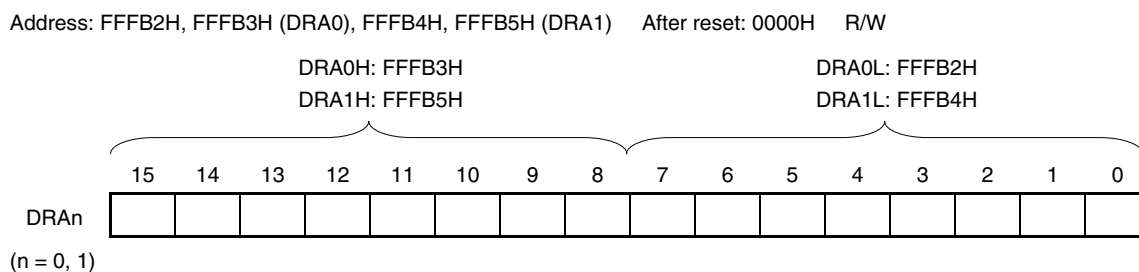 Address: FFFB2H, FFFB3H (DRA0), FFFB4H, FFFB5H (DRA1) After reset: 0000H R/W
DRA0H: FFFB3H DRA0L: FFFB2H
DRA1H: FFFB5H DRA1L: FFFB4H
15 14 13 12 11 10 9 8 7 6 5 4 3 2 1 0
DRAn
(n = 0, 1)